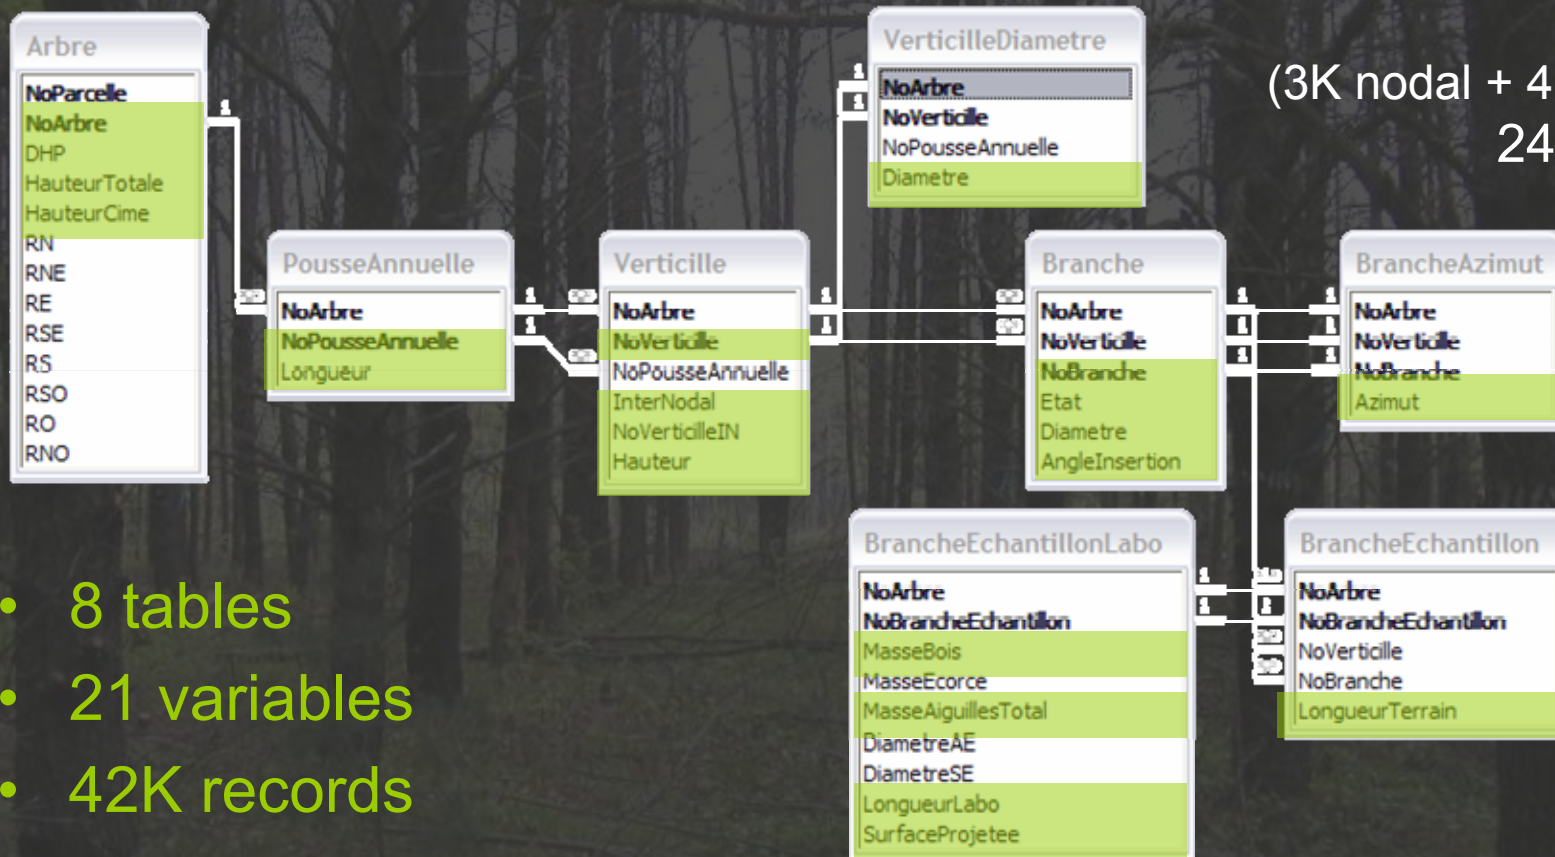 Arbre
NoParcelle
NoArbre
DHP
HauteurTotale
HauteurCime
RN
RNE
RE
RSE
RS
RSO
RO
RNO
PousseAnnuelle
NoArbre
NoPousseAnnuelle
Longueur
Verticille
NoArbre
NoVerticille
NoPousseAnnuelle
InterNodal
NoVerticilleIN
Hauteur
VerticilleDiametre
NoArbre
NoVerticille
NoPousseAnnuelle
Diametre
(3K nodal + 4
24
Branche
NoArbre
NoVerticille
NoBranche
Etat
Diametre
AngleInsertion
BrancheAzimut
NoArbre
NoVerticille
NoBranche
Azimut
BrancheEchantillonLabo
NoArbre
NoBrancheEchantillon
MasseBois
MasseEcorce
MasseAiguillesTotal
DiametreAE
DiametreSE
LongueurLabo
SurfaceProjetee
BrancheEchantillon
NoArbre
NoBrancheEchantillon
NoVerticille
NoBranche
LongueurTerrain
• 8 tables
• 21 variables
• 42K records